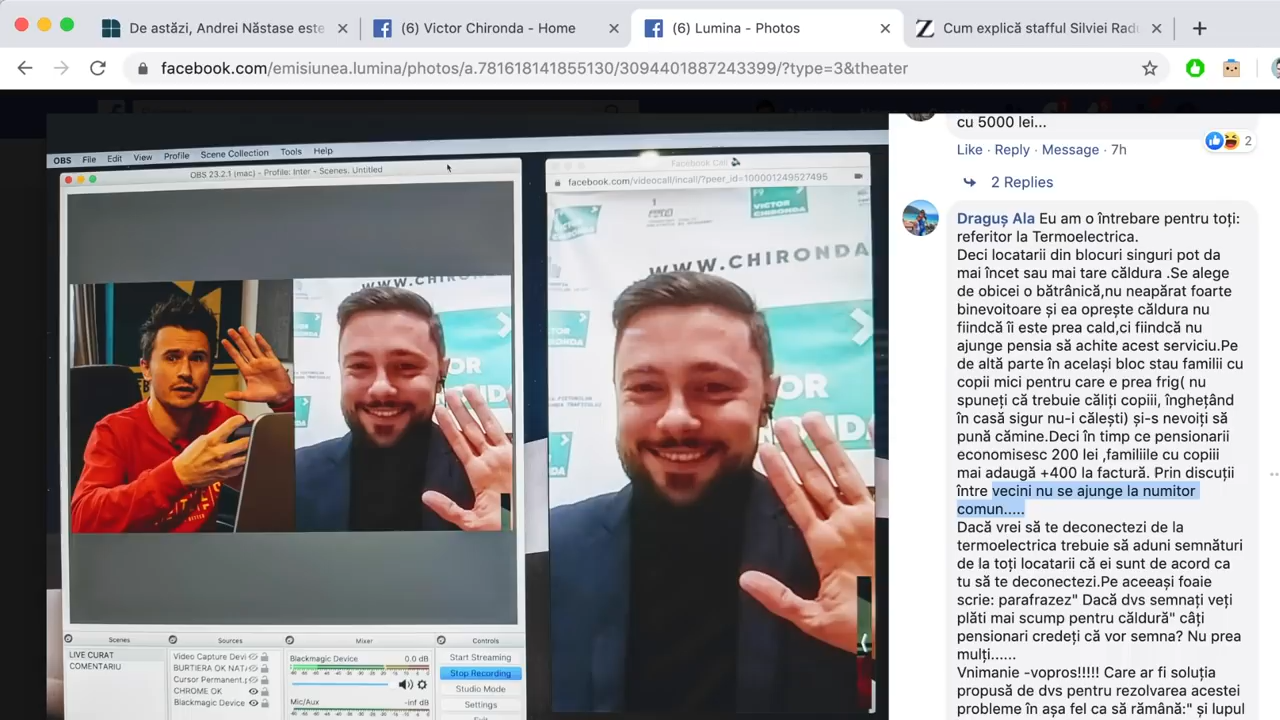 De astăzi, Andrei Năstase este
(6) Victor Chironda - Home
(6) Lumina - Photos
Cum explică stafful Silviei Radu
facebook.com/emisiunea.lumina/photos/a.781618141855130/3094401887243399/?type=3&theater
OBS File Edit View Profile Scene Collection Tools Help
OBS 23.2.1 (mac) - Profile: Inter - Scenes. Untitled
Facebook Call
facebook.com/videocall/incall/?peer_id=100001249527495
WWW.CHIRONDA
VICTOR
CHIRONDA
WWW.CHIRONDA
TOR
Scenes
LIVE CURAT
COMENTARIU
Sources
Video Capture Devi
BURTIERA OK NAT
Cursor Permanent.p
CHROME OK
Blackmagic Device
Mixer
Blackmagic Device 0.0 dB
Mic/Aux -inf dB
Controls
Start Streaming
Stop Recording
Studio Mode
Settings
Exit
cu 5000 lei...
2
Like · Reply · Message · 7h
2 Replies
Draguș Ala Eu am o întrebare pentru toți:
referitor la Termoelectrica.
Deci locatarii din blocuri singuri pot da
mai încet sau mai tare căldura .Se alege
de obicei o bătrânică,nu neapărat foarte
binevoitoare și ea oprește căldura nu
fiindcă îi este prea cald,ci fiindcă nu
ajunge pensia să achite acest serviciu.Pe
de altă parte în același bloc stau familii cu
copii mici pentru care e prea frig( nu
spuneți că trebuie căliți copiii, înghețând
în casă sigur nu-i călești) și-s nevoiți să
pună cămine.Deci în timp ce pensionarii
economisesc 200 lei ,familiile cu copiii
mai adaugă +400 la factură. Prin discuții
între vecini nu se ajunge la numitor
comun.....
Dacă vrei să te deconectezi de la
termoelectrica trebuie să aduni semnături
de la toți locatarii că ei sunt de acord ca
tu să te deconectezi.Pe aceeași foaie
scrie: parafrazez" Dacă dvs semnați veți
plăti mai scump pentru căldură" câți
pensionari credeți că vor semna? Nu prea
mulți......
Vnimanie -vopros!!!!! Care ar fi soluția
propusă de dvs pentru rezolvarea acestei
probleme în așa fel ca să rămână:" și lupul